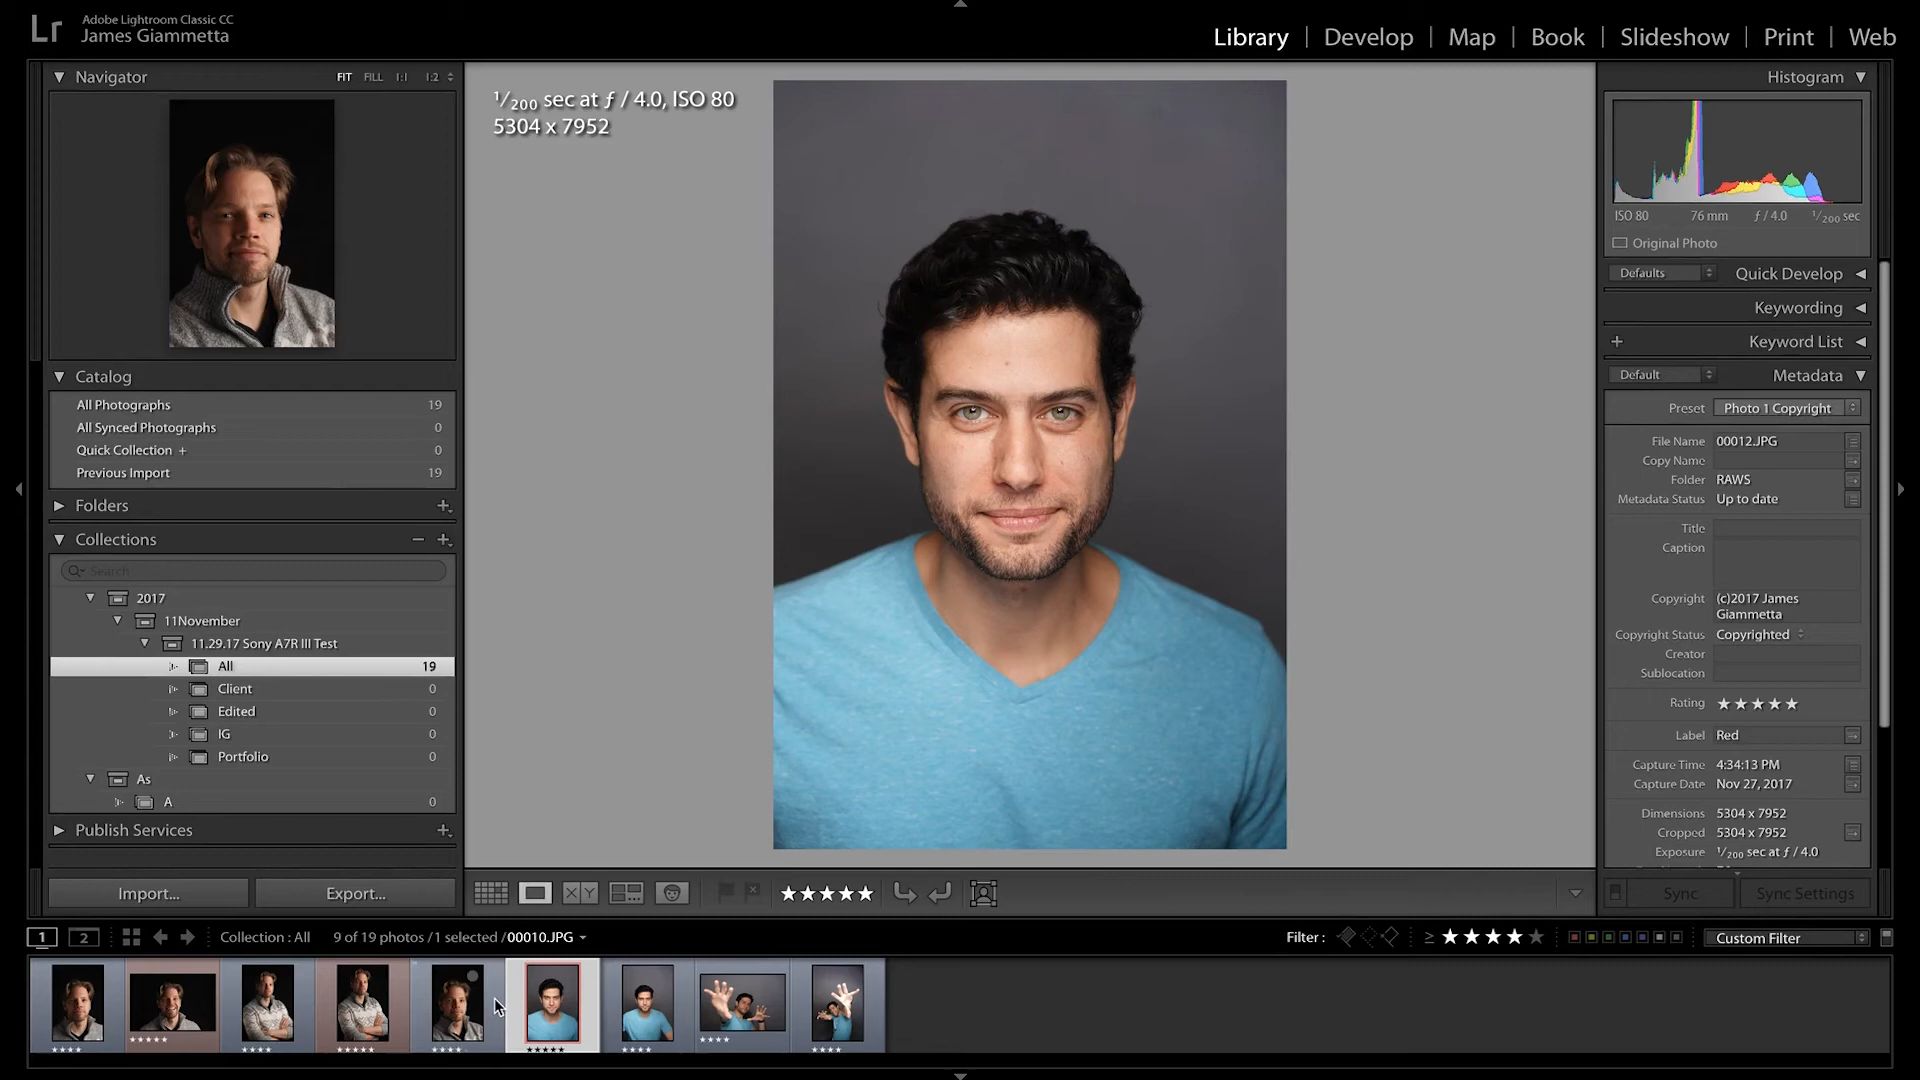 Lr
Adobe Lightroom Classic CC
James Giammetta
Library | Develop | Map | Book | Slideshow | Print | Web
Navigator FIT FILL 1:1 1:2
Catalog
All Photographs 19
All Synced Photographs 0
Quick Collection + 0
Previous Import 19
Folders
Collections
Search
2017
11November
11.29.17 Sony A7R III Test
All 19
Client 0
Edited 0
IG 0
Portfolio 0
As
A 0
Publish Services
Import... Export...
1/200 sec at ƒ / 4.0, ISO 80
5304 x 7952
Histogram
ISO 80 76 mm ƒ / 4.0 1/200 sec
Original Photo
Defaults Quick Develop
Keywording
+ Keyword List
Default Metadata
Preset Photo 1 Copyright
File Name 00012.JPG
Copy Name
Folder RAWS
Metadata Status Up to date
Title
Caption
Copyright (c)2017 James
Giammetta
Copyright Status Copyrighted
Creator
Sublocation
Rating ★★★★★
Label Red
Capture Time 4:34:13 PM
Capture Date Nov 27, 2017
Dimensions 5304 x 7952
Cropped 5304 x 7952
Exposure 1/200 sec at ƒ / 4.0
Sync Sync Settings
X Y ★★★★★
1 2 Collection : All 9 of 19 photos / 1 selected / 00010.JPG
Filter : ≥ ★★★★★ Custom Filter